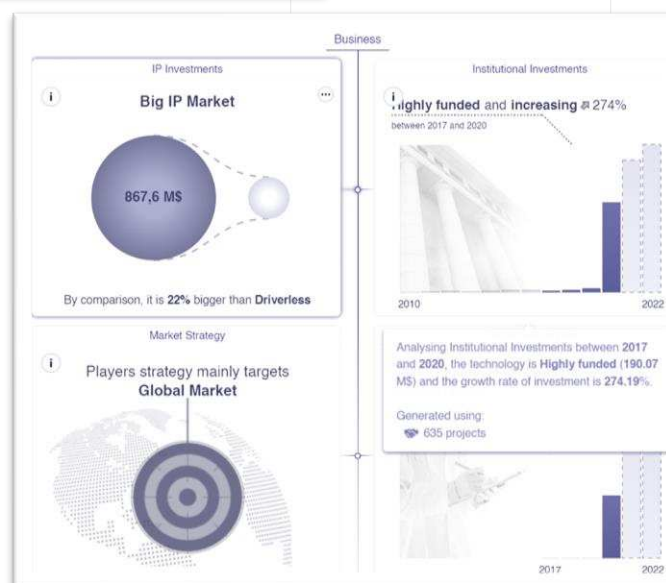 Business
IP Investments
i
Big IP Market
...
867,6 M$
By comparison, it is 22% bigger than Driverless
Institutional Investments
i
Highly funded and increasing 274%
between 2017 and 2020
2010
2022
Market Strategy
i
Players strategy mainly targets
Global Market
Analysing Institutional Investments between 2017
and 2020, the technology is Highly funded (190.07
M$) and the growth rate of investment is 274.19%.
Generated using:
635 projects
2017
2022